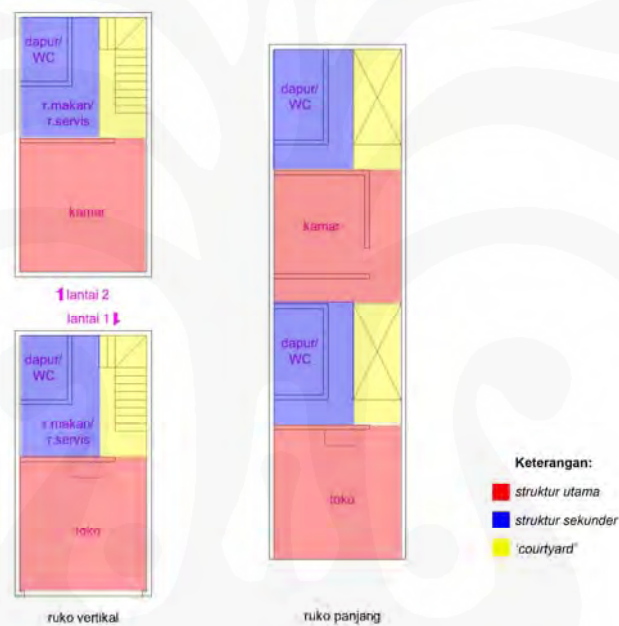 dapur/
WC
r.makan/
r.servis
kamar
lantai 2
lantai 1
dapur/
WC
r.makan/
r.servis
toko
ruko vertikal
dapur/
WC
kamar
dapur/
WC
toko
ruko panjang
Keterangan:
struktur utama
struktur sekunder
'courtyard"